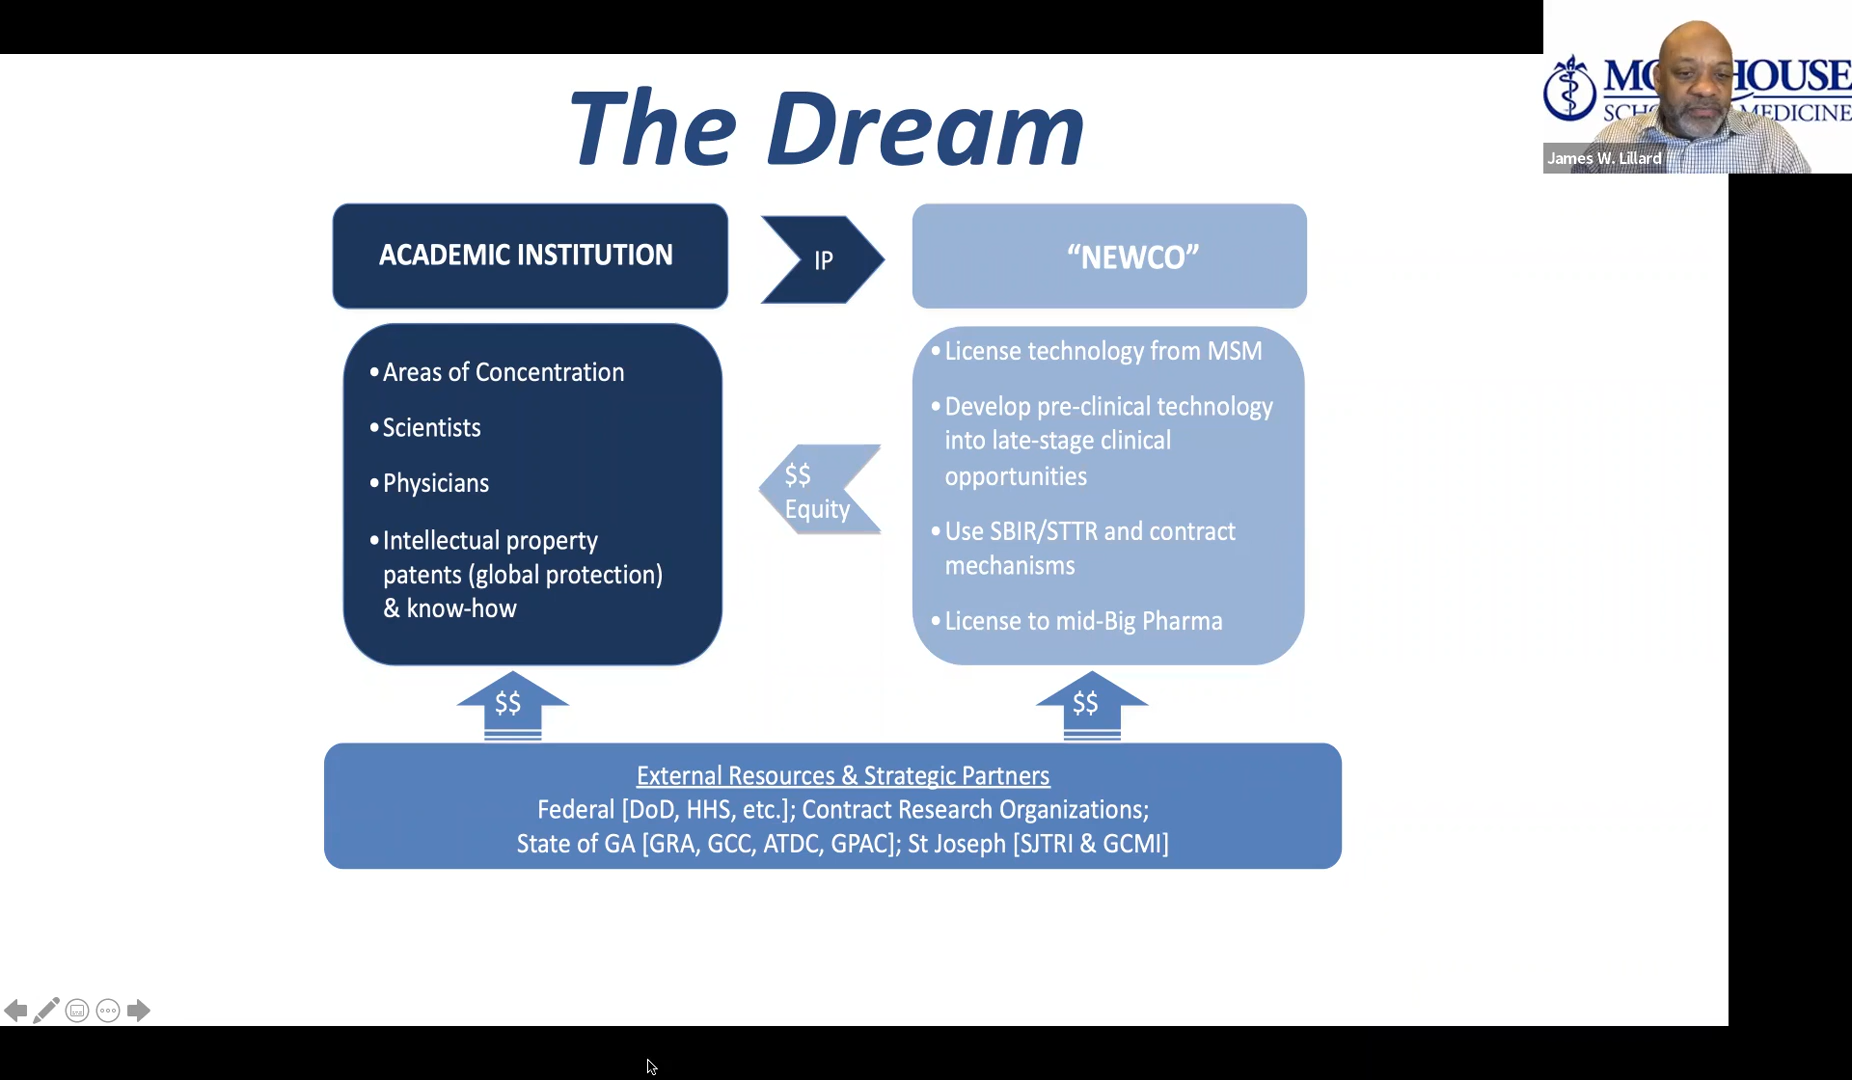 The Dream
ACADEMIC INSTITUTION
IP
“NEWCO”
• Areas of Concentration
• Scientists
• Physicians
• Intellectual property
patents (global protection)
& know-how
$$
Equity
• License technology from MSM
• Develop pre-clinical technology
into late-stage clinical
opportunities
• Use SBIR/STTR and contract
mechanisms
• License to mid-Big Pharma
$$
$$
External Resources & Strategic Partners
Federal [DoD, HHS, etc.]; Contract Research Organizations;
State of GA [GRA, GCC, ATDC, GPAC]; St Joseph [SJTRI & GCMI]
James W. Lillard